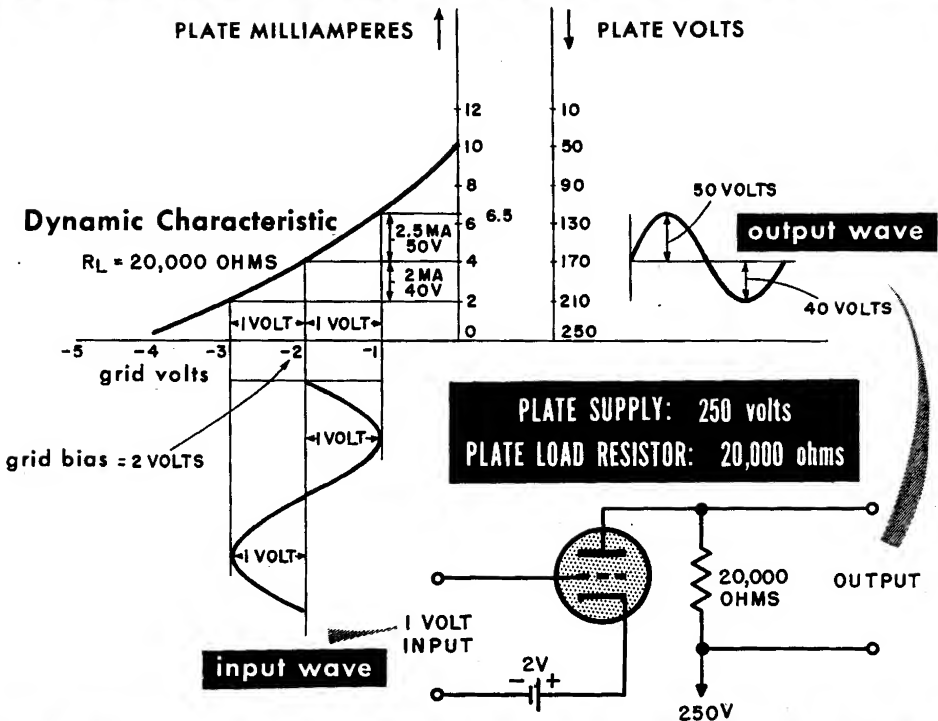 PLATE MILLIAMPERES
PLATE VOLTS
12
10
8
6
4
2
0
6.5
10
50
90
130
170
210
250
Dynamic Characteristic
RL = 20,000 OHMS
2.5MA
50V
2MA
40V
1 VOLT
1 VOLT
-5
-4
-3
-2
-1
grid volts
grid bias = 2 VOLTS
1 VOLT
1 VOLT
input wave
50 VOLTS
output wave
40 VOLTS
PLATE SUPPLY: 250 volts
PLATE LOAD RESISTOR: 20,000 ohms
1 VOLT
INPUT
2V
- +
20,000
OHMS
OUTPUT
250V